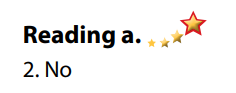 Reading a.
2. No